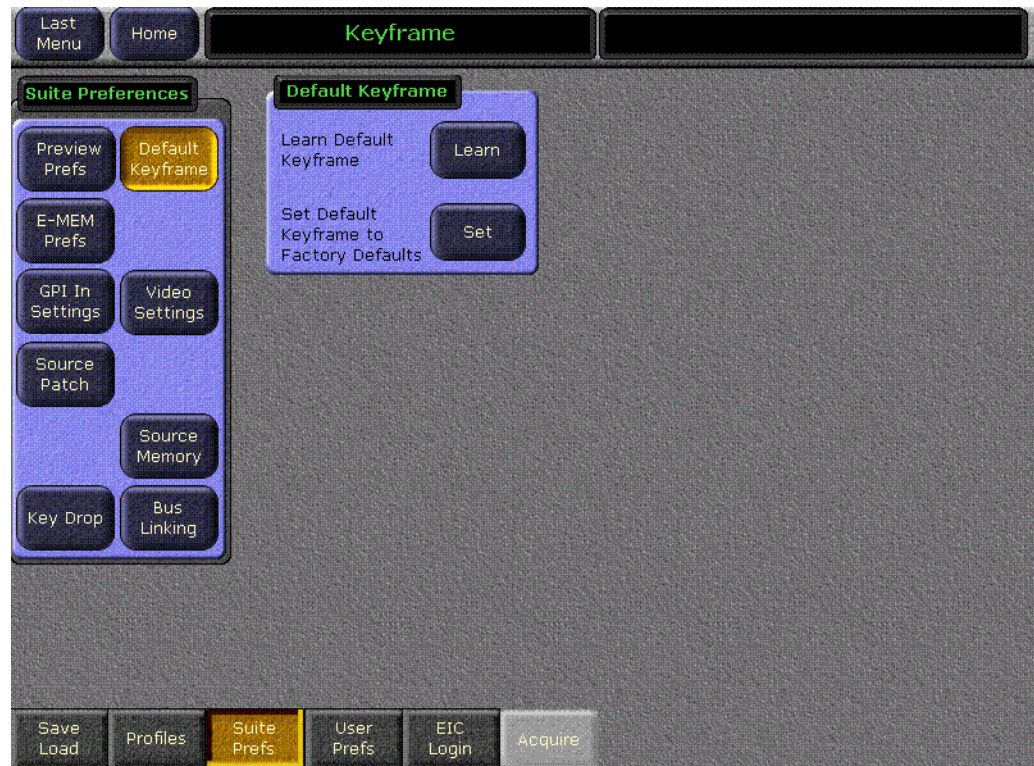 Last
Menu
Home
Keyframe
Suite Preferences
Preview
Prefs
Default
Keyframe
E-MEM
Prefs
GPI In
Settings
Video
Settings
Source
Patch
Source
Memory
Key Drop
Bus
Linking
Default Keyframe
Learn Default
Keyframe
Learn
Set Default
Keyframe to
Factory Defaults
Set
Save
Load
Profiles
Suite
Prefs
User
Prefs
EIC
Login
Acquire